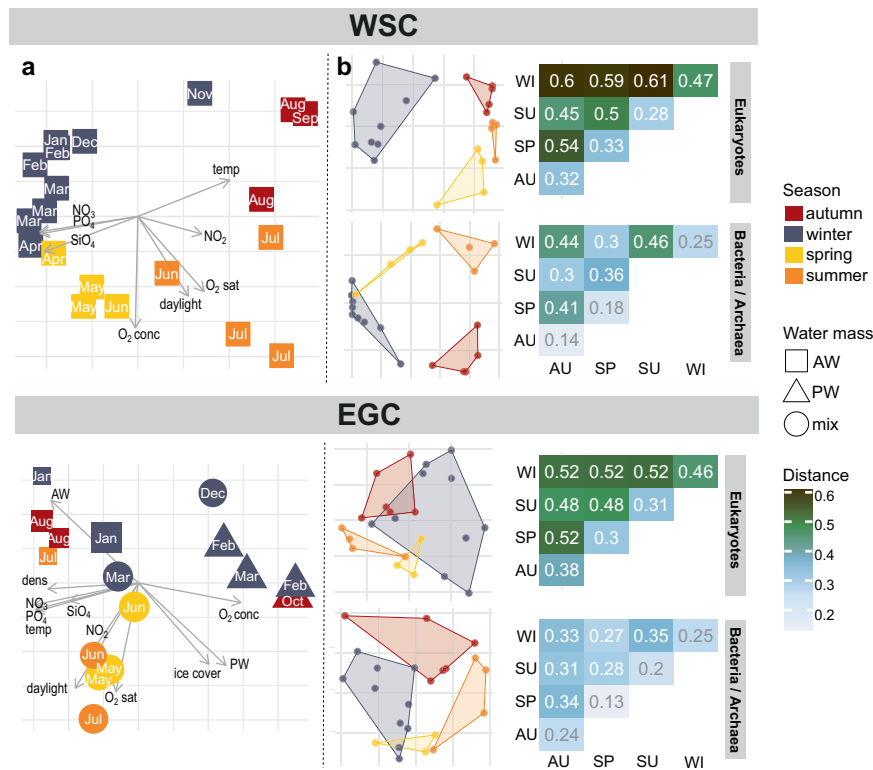 WSC
a
b
Nov
Aug
Sep
Jan
Feb
Dec
Feb
Mar
Mar
Mar
Apr
Apr
Aug
Jul
Jun
May
May
Jun
Jul
Jul
temp
NO3
PO4
SiO4
NO2
O2 sat
daylight
O2 conc
WI 0.6 0.59 0.61 0.47
SU 0.45 0.5 0.28
SP 0.54 0.33
AU 0.32
Eukaryotes
WI 0.44 0.3 0.46 0.25
SU 0.3 0.36
SP 0.41 0.18
AU 0.14
AU SP SU WI
Bacteria / Archaea
Season
autumn
winter
spring
summer
Water mass
AW
PW
mix
Distance
0.6
0.5
0.4
0.3
0.2
EGC
Jan
AW
Aug
Aug
Jul
Jan
Dec
Feb
Mar
Feb
Oct
Mar
Jun
Jun
May
May
Jul
dens
NO3
PO4
temp
SiO4
NO2
O2 conc
ice cover
PW
daylight
O2 sat
WI 0.52 0.52 0.52 0.46
SU 0.48 0.48 0.31
SP 0.52 0.3
AU 0.38
Eukaryotes
WI 0.33 0.27 0.35 0.25
SU 0.31 0.28 0.2
SP 0.34 0.13
AU 0.24
AU SP SU WI
Bacteria / Archaea